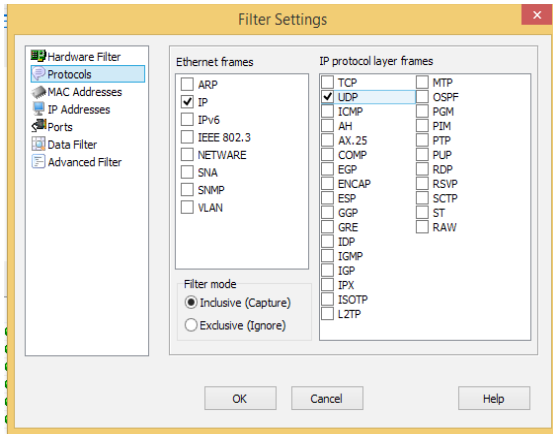 Filter Settings
Hardware Filter
Protocols
MAC Addresses
IP Addresses
Ports
Data Filter
Advanced Filter
Ethernet frames
ARP
IP
IPv6
IEEE 802.3
NETWARE
SNA
SNMP
VLAN
Filter mode
Inclusive (Capture)
Exclusive (Ignore)
IP protocol layer frames
TCP
UDP
ICMP
AH
AX.25
COMP
EGP
ENCAP
ESP
GGP
GRE
IDP
IGMP
IGP
IPX
ISOTP
L2TP
MTP
OSPF
PGM
PIM
PTP
PUP
RDP
RSVP
SCTP
ST
RAW
OK
Cancel
Help